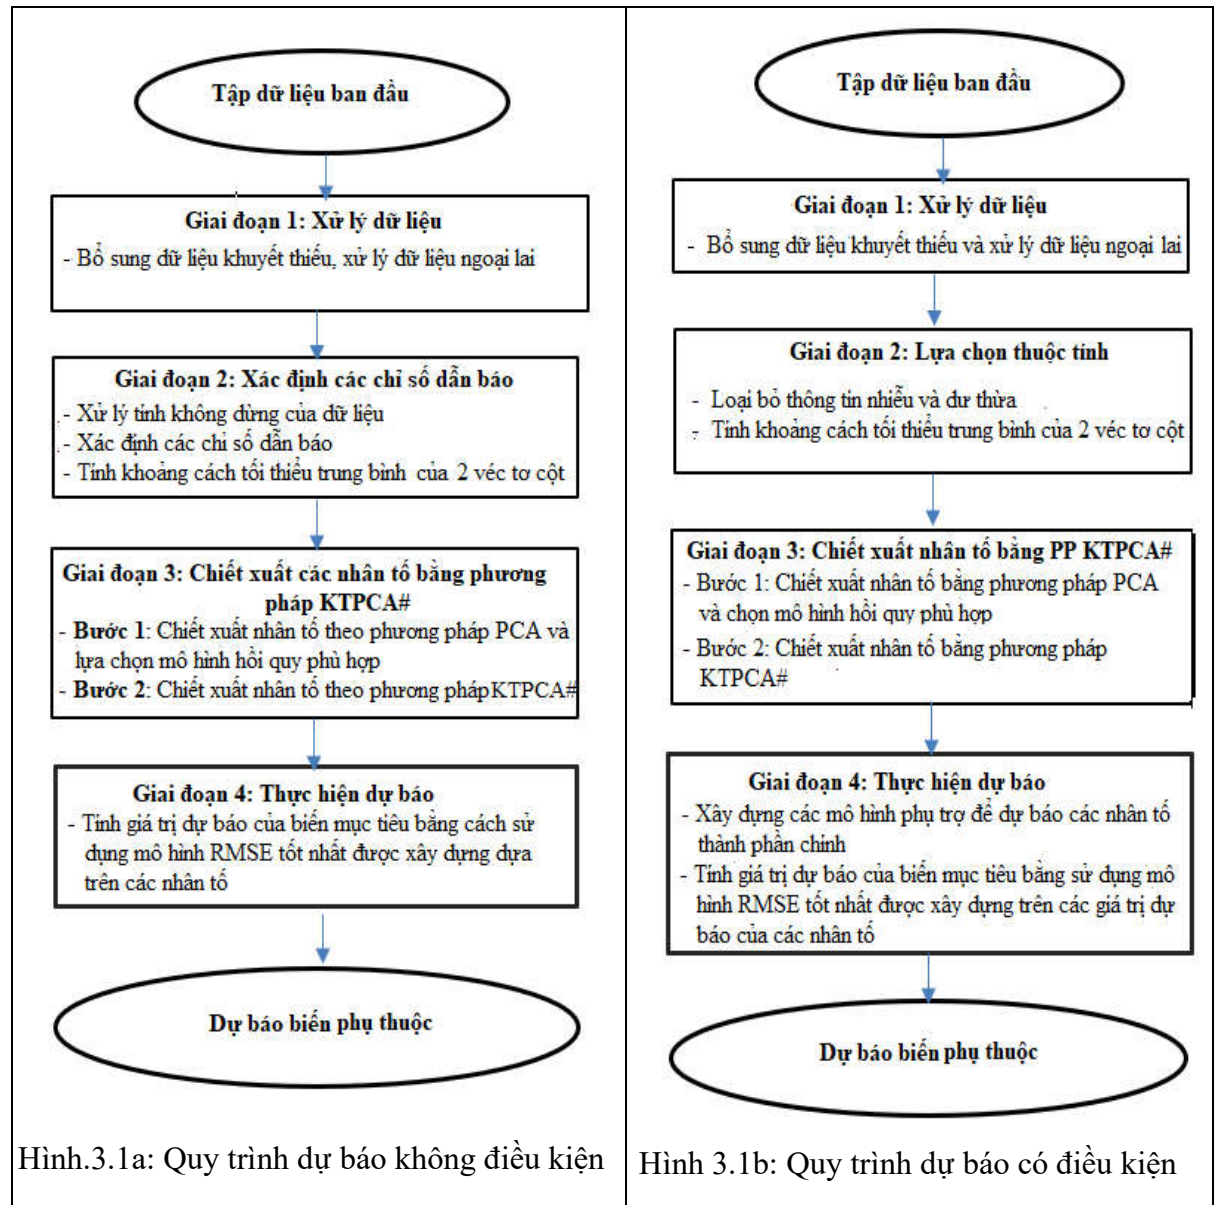 Tập dữ liệu ban đầu
Giai đoạn 1: Xử lý dữ liệu
- Bổ sung dữ liệu khuyết thiếu, xử lý dữ liệu ngoại lai
Giai đoạn 2: Xác định các chỉ số dẫn báo
- Xử lý tính không dừng của dữ liệu
- Xác định các chỉ số dẫn báo
- Tính khoảng cách tối thiểu trung bình của 2 véc tơ cột
Giai đoạn 3: Chiết xuất các nhân tố bằng phương
pháp KTPCA#
- Bước 1: Chiết xuất nhân tố theo phương pháp PCA và
lựa chọn mô hình hồi quy phù hợp
- Bước 2: Chiết xuất nhân tố theo phương pháp KTPCA#
Giai đoạn 4: Thực hiện dự báo
- Tính giá trị dự báo của biến mục tiêu bằng cách sử
dụng mô hình RMSE tốt nhất được xây dựng dựa
trên các nhân tố
Dự báo biến phụ thuộc
Hình.3.1a: Quy trình dự báo không điều kiện
Tập dữ liệu ban đầu
Giai đoạn 1: Xử lý dữ liệu
- Bổ sung dữ liệu khuyết thiếu và xử lý dữ liệu ngoại lai
Giai đoạn 2: Lựa chọn thuộc tính
- Loại bỏ thông tin nhiễu và dư thừa
- Tính khoảng cách tối thiểu trung bình của 2 véc tơ cột
Giai đoạn 3: Chiết xuất nhân tố bằng PP KTPCA#
- Bước 1: Chiết xuất nhân tố bằng phương pháp PCA
và chọn mô hình hồi quy phù hợp
- Bước 2: Chiết xuất nhân tố bằng phương pháp
KTPCA#
Giai đoạn 4: Thực hiện dự báo
- Xây dựng các mô hình phụ trợ để dự báo các nhân tố
thành phần chính
- Tính giá trị dự báo của biến mục tiêu bằng sử dụng mô
hình RMSE tốt nhất được xây dựng trên các giá trị dự
báo của các nhân tố
Dự báo biến phụ thuộc
Hình 3.1b: Quy trình dự báo có điều kiện